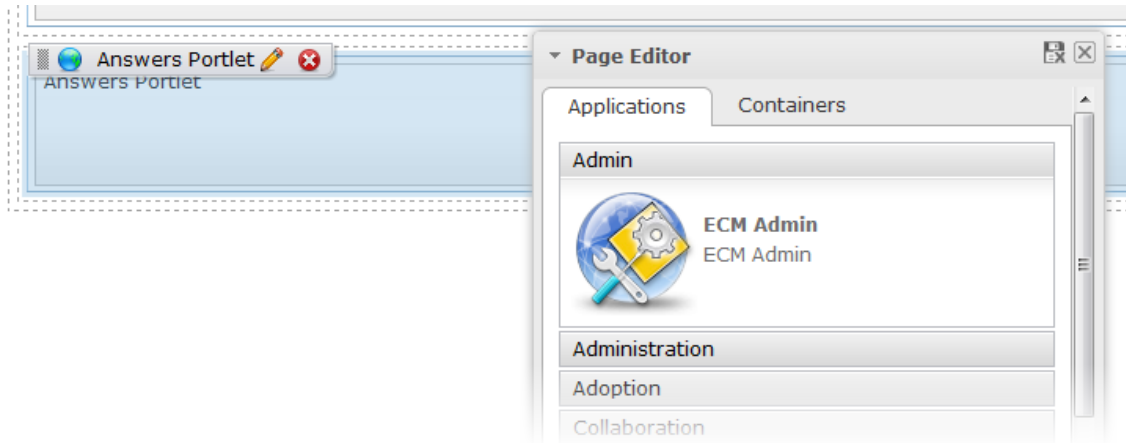 Answers Portlet
Answers Portlet
Page Editor
Applications
Containers
Admin
ECM Admin
ECM Admin
Administration
Adoption
Collaboration